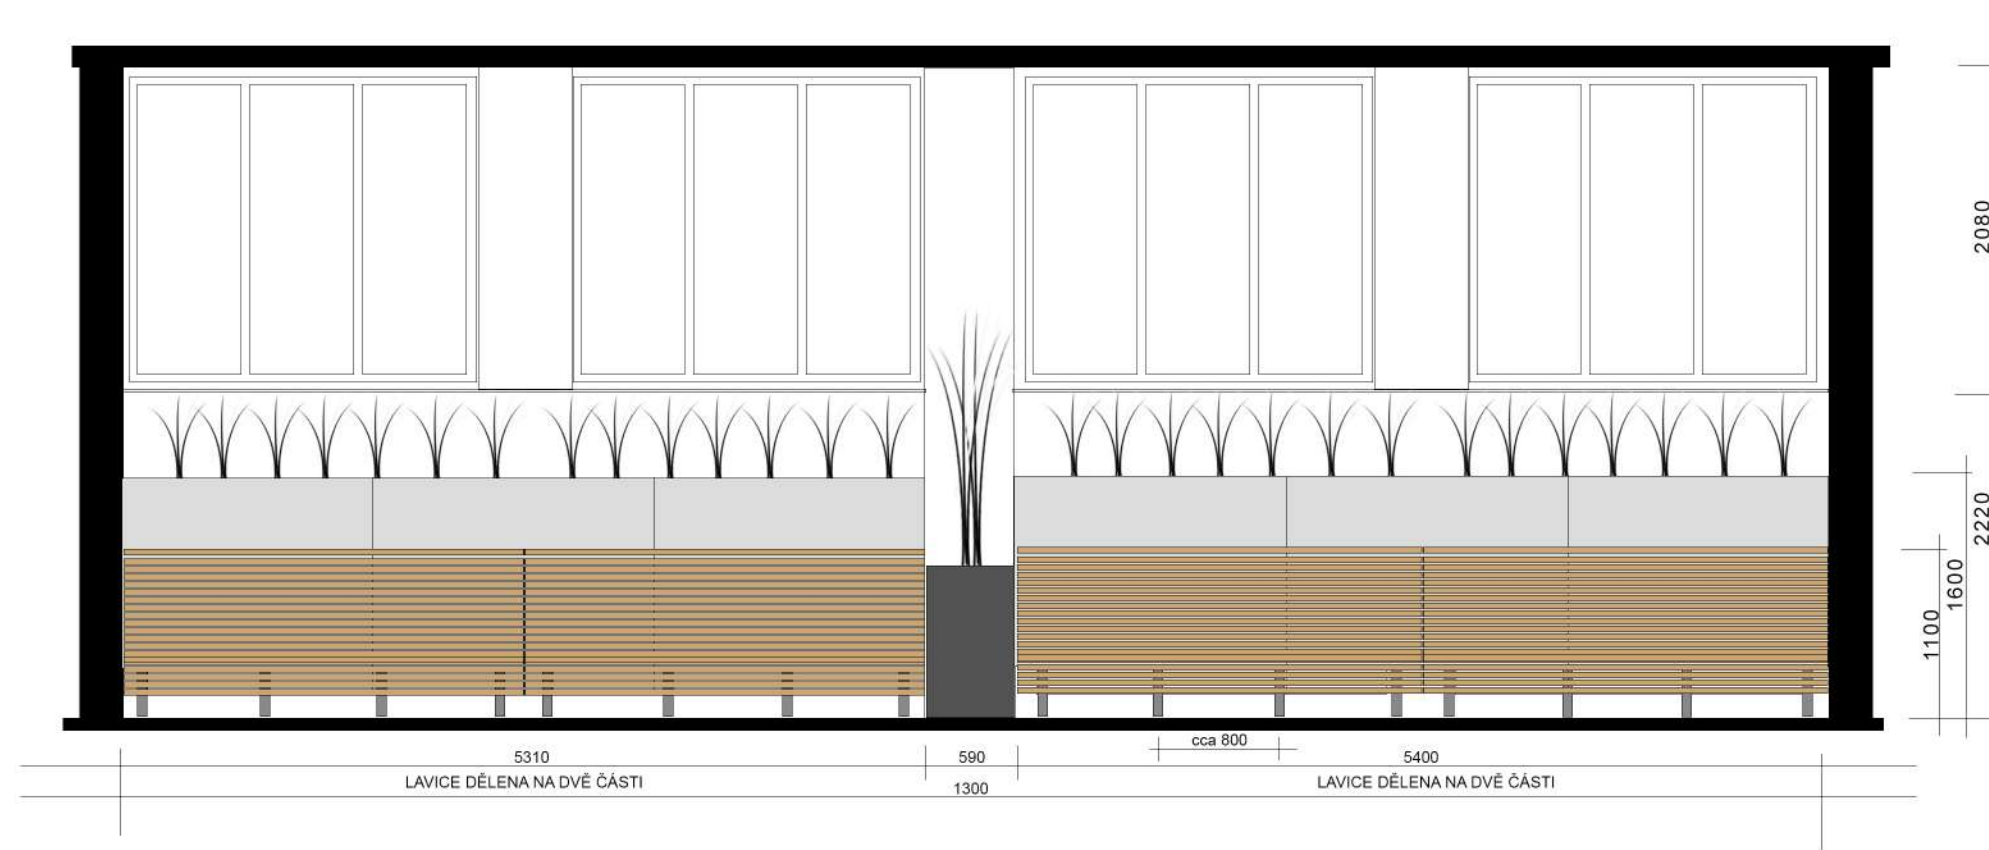 2080
2220
1600
1100
cca 800
5310
590
5400
LAVICE DĚLENA NA DVĚ ČÁSTI
LAVICE DĚLENA NA DVĚ ČÁSTI
1300